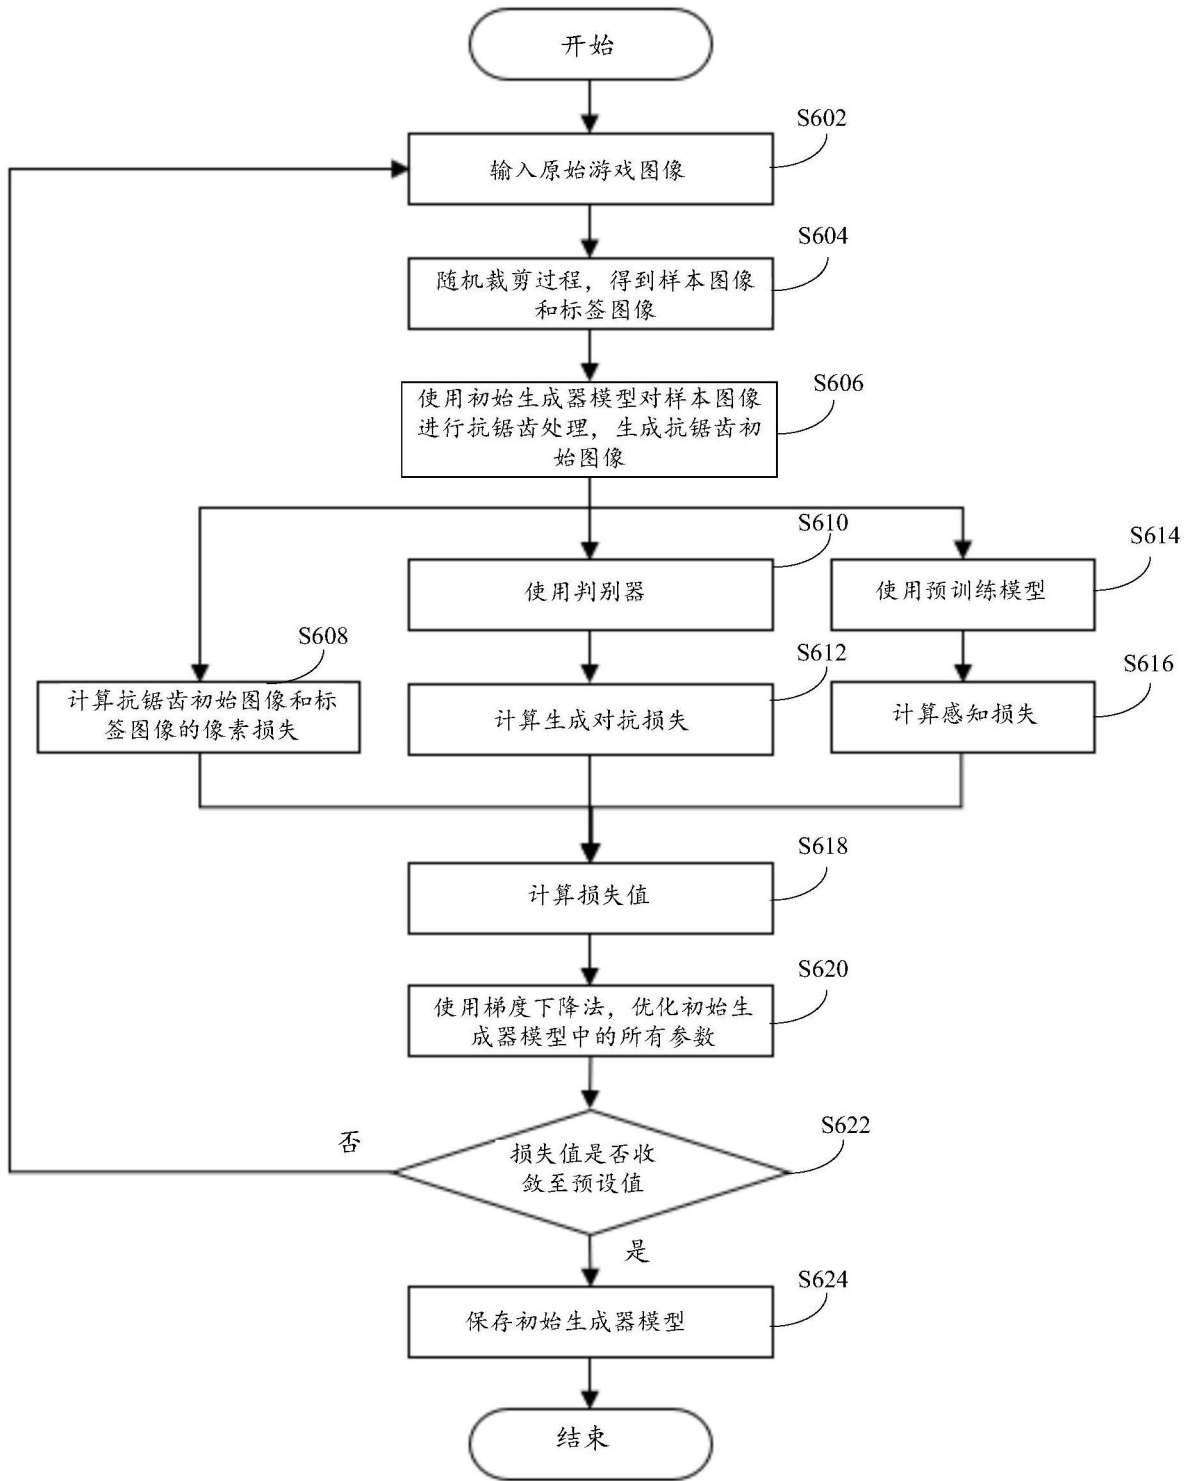 开始
S602
输入原始游戏图像
S604
随机裁剪过程，得到样本图像
和标签图像
S606
使用初始生成器模型对样本图像
进行抗锯齿处理，生成抗锯齿初
始图像
S610
使用判别器
S614
使用预训练模型
S608
计算抗锯齿初始图像和标
签图像的像素损失
S612
计算生成对抗损失
S616
计算感知损失
S618
计算损失值
S620
使用梯度下降法，优化初始生
成器模型中的所有参数
S622
损失值是否收
敛至预设值
否
是
S624
保存初始生成器模型
结束